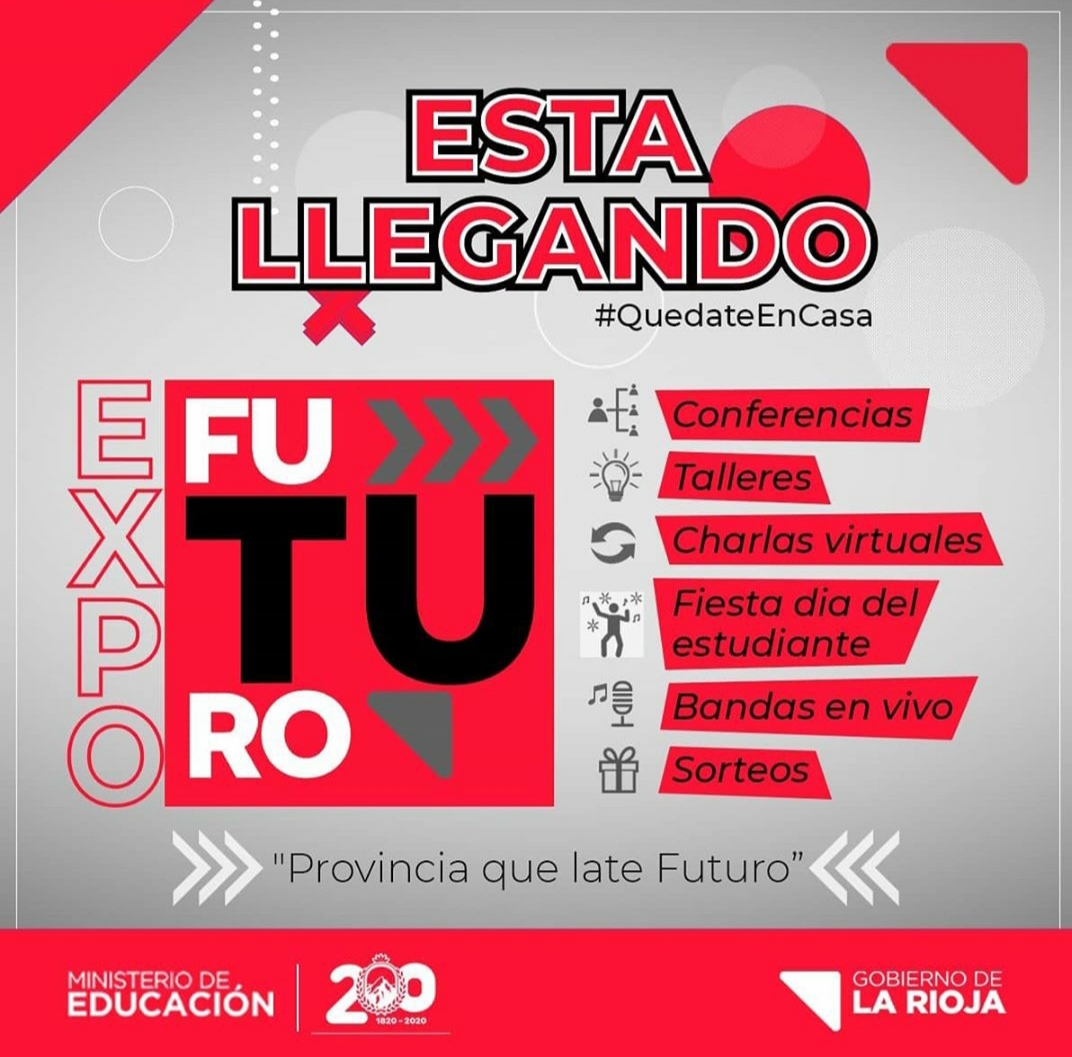 ESTA
LLEGANDO
#QuedateEnCasa
EXPO
FU
TU
RO
Conferencias
Talleres
Charlas virtuales
Fiesta dia del
estudiante
Bandas en vivo
Sorteos
"Provincia que late Futuro”
MINISTERIO DE
EDUCACIÓN
200
1820 - 2020
GOBIERNO DE
LA RIOJA